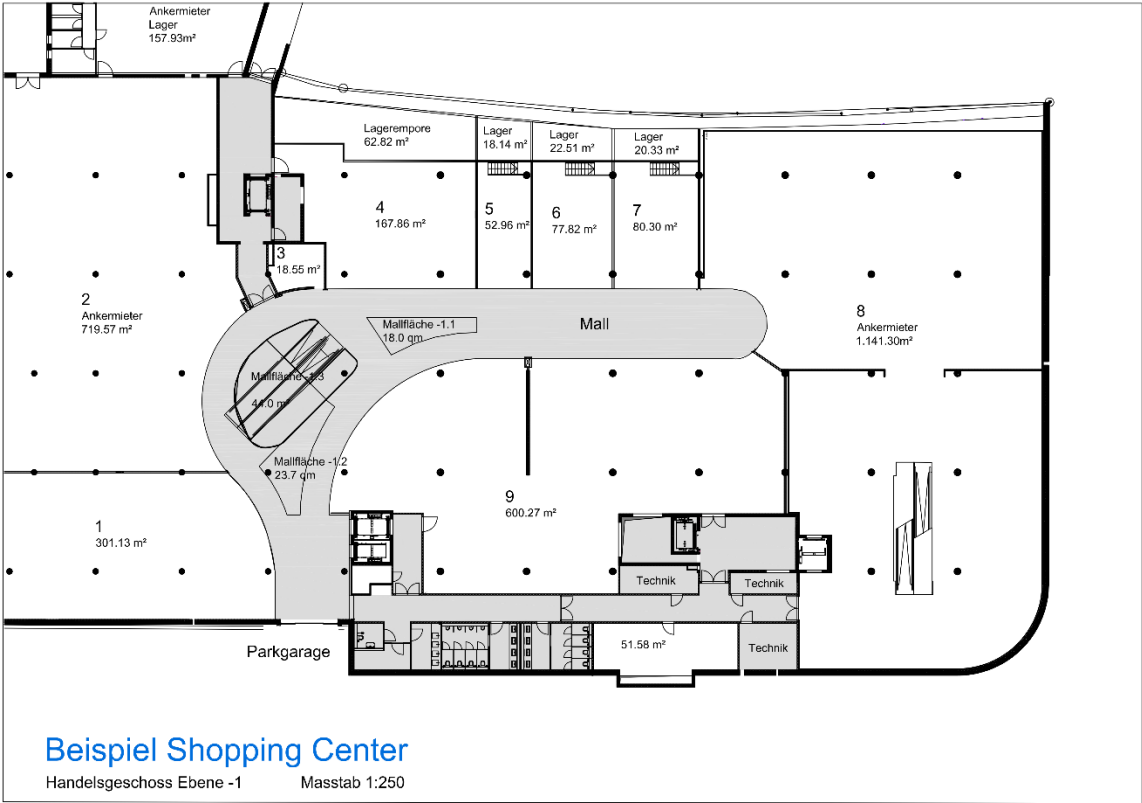 Ankermieter
Lager
157.93m²
Lagerempore
62.82 m²
Lager
18.14 m²
Lager
22.51 m²
Lager
20.33 m²
4
167.86 m²
5
52.96 m²
6
77.82 m²
7
80.30 m²
3
18.55 m²
2
Ankermieter
719.57 m²
8
Ankermieter
1.141.30m²
Mallfläche -1.1
18.0 qm
Mall
Mallfläche -1.3
44.0 m²
Mallfläche -1.2
23.7 qm
1
301.13 m²
9
600.27 m²
Technik
Technik
51.58 m²
Technik
Parkgarage
Beispiel Shopping Center
Handelsgeschoss Ebene -1 Masstab 1:250